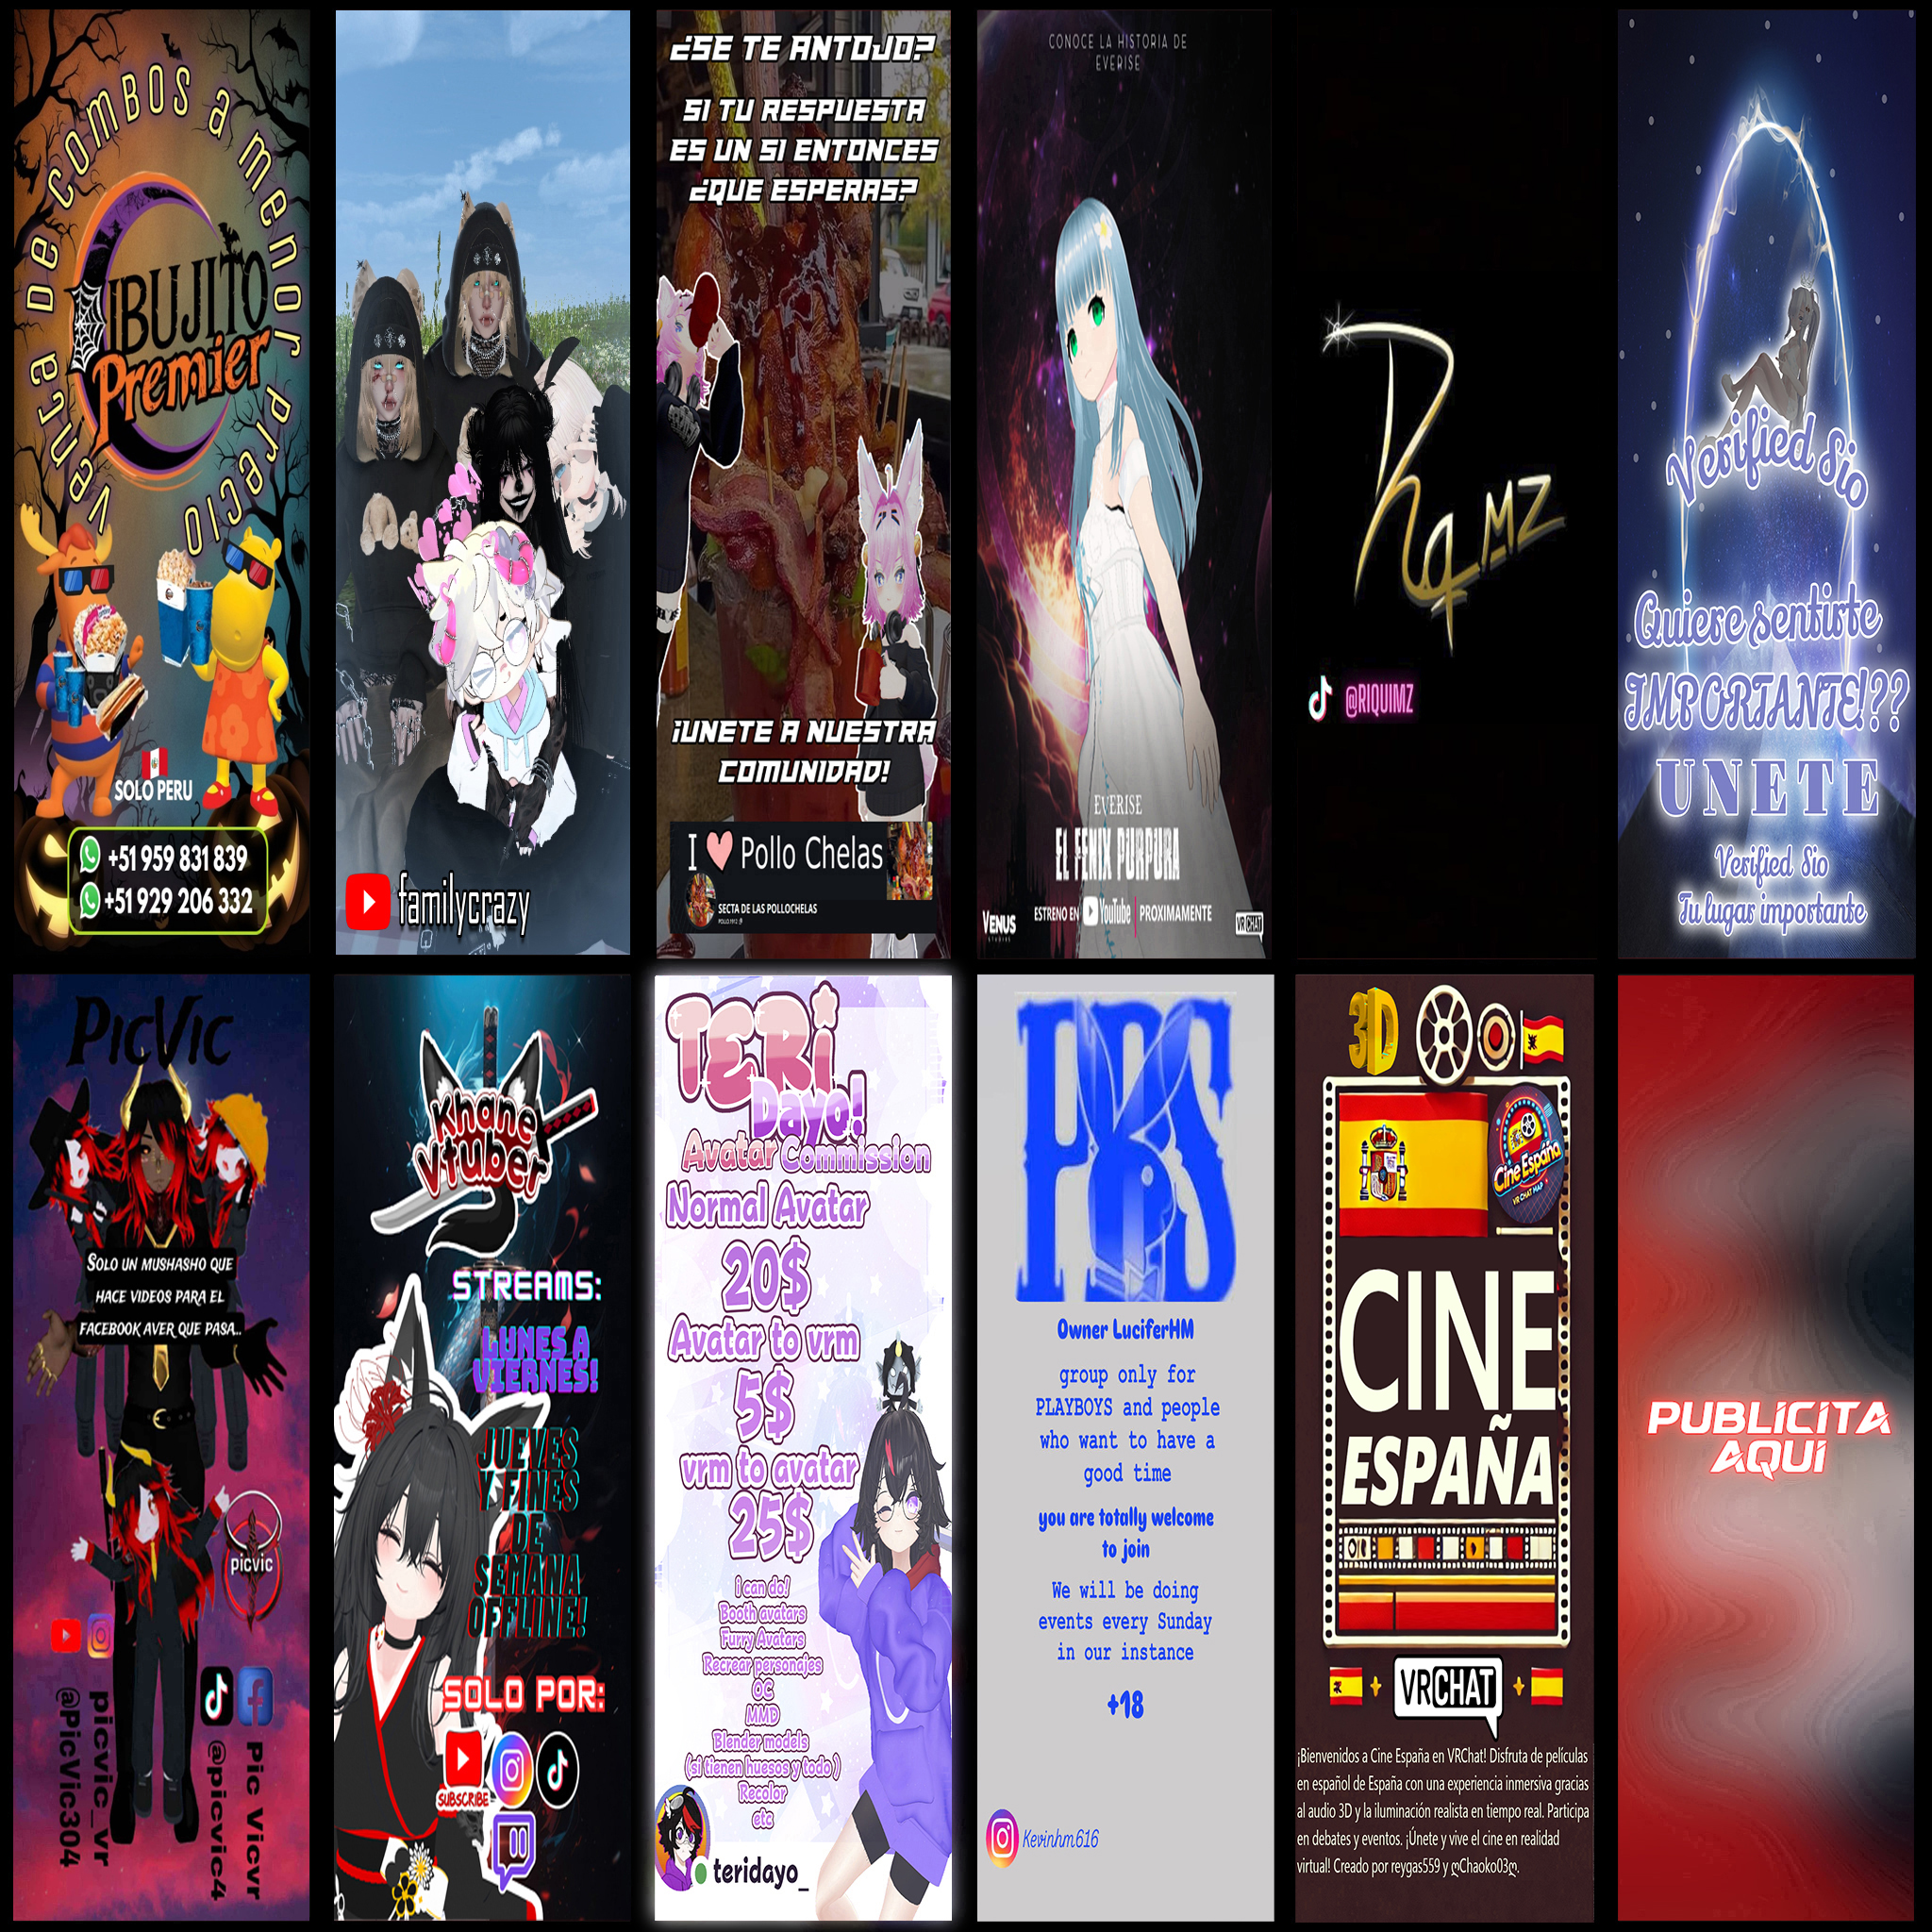 venta de combos a menor precio
DIBUJITO
Premier
SOLO PERU
+51 959 831 839
+51 929 206 332
familycrazy
¿SE TE ANTOJO?
SI TU RESPUESTA
ES UN SI ENTONCES
¿QUE ESPERAS?
¡UNETE A NUESTRA
COMUNIDAD!
I ❤ Pollo Chelas
SECTA DE LAS POLLOCHELAS
CONOCE LA HISTORIA DE
EVERISE
EVERISE
EL FENIX PURPURA
VENUS
STUDIOS
ESTRENO EN YouTube | PROXIMAMENTE
VRCHAT
Rq.MZ
@RIQUIMZ
Verified Sio
Quiere sentirte
IMPORTANTE!??
UNETE
Verified Sio
Tu lugar importante
PICVIC
SOLO UN MUSHASHO QUE
HACE VIDEOS PARA EL
FACEBOOK AVER QUE PASA...
picvic
@PicVic304
picvic_vr
@picvic4
Pic Vicvr
Khane
Vtuber
STREAMS:
LUNES A
VIERNES!
JUEVES
Y FINES
DE
SEMANA
OFFLINE!
SOLO POR:
SUBSCRIBE
TERi
Dayo!
Avatar Commission
Normal Avatar
20$
Avatar to vrm
5$
vrm to avatar
25$
i can do!
Booth avatars
Furry Avatars
Recrear personajes
OC
MMD
Blender models
(si tienen huesos y todo )
Recolor
etc
teridayo_
PBS
Owner LuciferHM
group only for
PLAYBOYS and people
who want to have a
good time
you are totally welcome
to join
We will be doing
events every Sunday
in our instance
+18
Kevinhm616
3D
Cine España
VR CHAT MAP
CINE
ESPAÑA
VRCHAT
¡Bienvenidos a Cine España en VRChat! Disfruta de películas
en español de España con una experiencia inmersiva gracias
al audio 3D y la iluminación realista en tiempo real. Participa
en debates y eventos. ¡Únete y vive el cine en realidad
virtual! Creado por reygas559 y ღChaoko03ღ.
PUBLICITA
AQUI